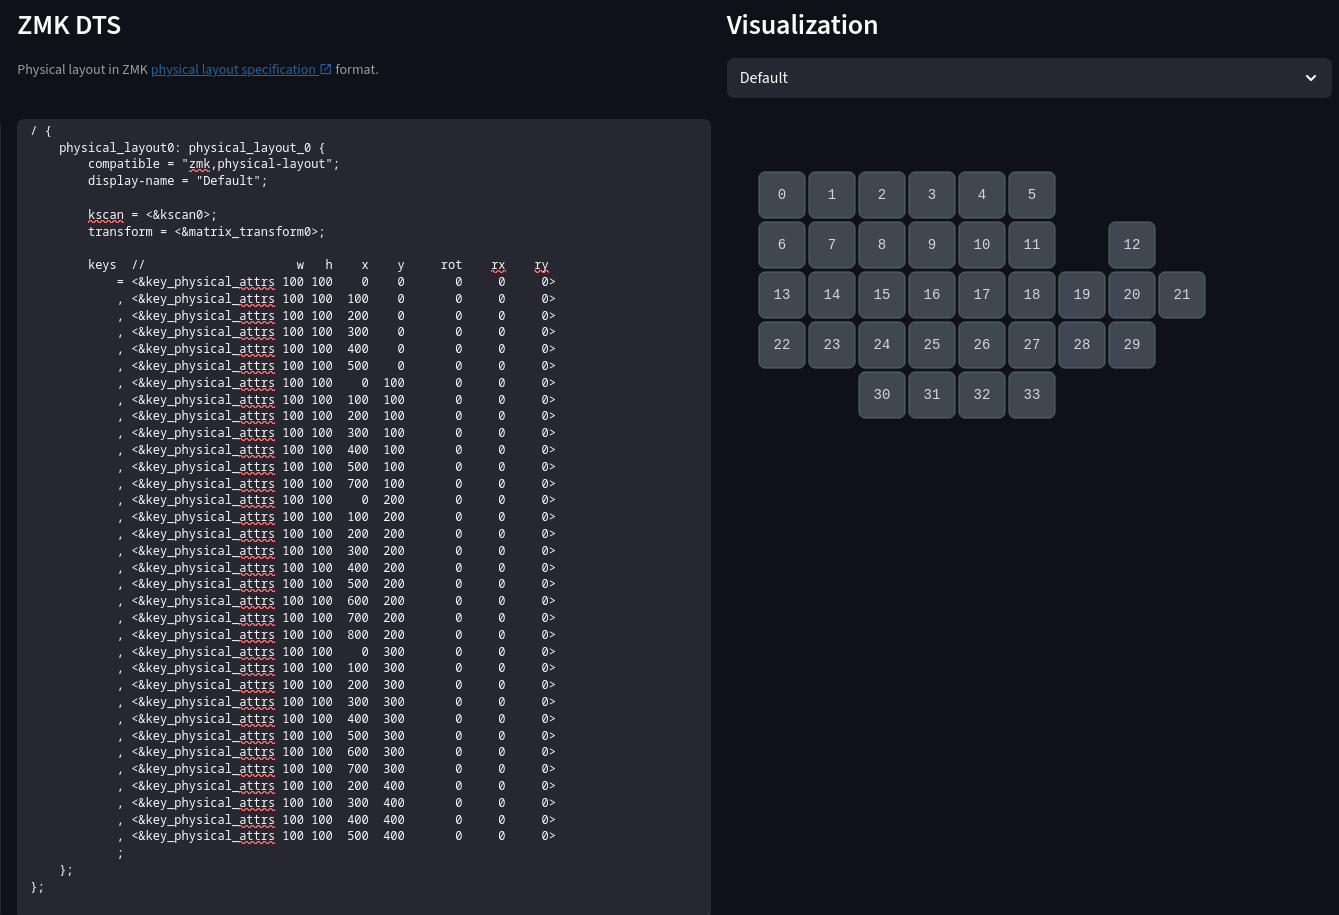 ZMK DTS
Physical layout in ZMK physical layout specification format.
/ {
    physical_layout0: physical_layout_0 {
        compatible = "zmk,physical-layout";
        display-name = "Default";

        kscan = <&kscan0>;
        transform = <&matrix_transform0>;

        keys  //                     w   h    x    y     rot    rx    ry
            = <&key_physical_attrs 100 100    0    0       0     0     0>
            , <&key_physical_attrs 100 100  100    0       0     0     0>
            , <&key_physical_attrs 100 100  200    0       0     0     0>
            , <&key_physical_attrs 100 100  300    0       0     0     0>
            , <&key_physical_attrs 100 100  400    0       0     0     0>
            , <&key_physical_attrs 100 100  500    0       0     0     0>
            , <&key_physical_attrs 100 100    0  100       0     0     0>
            , <&key_physical_attrs 100 100  100  100       0     0     0>
            , <&key_physical_attrs 100 100  200  100       0     0     0>
            , <&key_physical_attrs 100 100  300  100       0     0     0>
            , <&key_physical_attrs 100 100  400  100       0     0     0>
            , <&key_physical_attrs 100 100  500  100       0     0     0>
            , <&key_physical_attrs 100 100  700  100       0     0     0>
            , <&key_physical_attrs 100 100    0  200       0     0     0>
            , <&key_physical_attrs 100 100  100  200       0     0     0>
            , <&key_physical_attrs 100 100  200  200       0     0     0>
            , <&key_physical_attrs 100 100  300  200       0     0     0>
            , <&key_physical_attrs 100 100  400  200       0     0     0>
            , <&key_physical_attrs 100 100  500  200       0     0     0>
            , <&key_physical_attrs 100 100  600  200       0     0     0>
            , <&key_physical_attrs 100 100  700  200       0     0     0>
            , <&key_physical_attrs 100 100  800  200       0     0     0>
            , <&key_physical_attrs 100 100    0  300       0     0     0>
            , <&key_physical_attrs 100 100  100  300       0     0     0>
            , <&key_physical_attrs 100 100  200  300       0     0     0>
            , <&key_physical_attrs 100 100  300  300       0     0     0>
            , <&key_physical_attrs 100 100  400  300       0     0     0>
            , <&key_physical_attrs 100 100  500  300       0     0     0>
            , <&key_physical_attrs 100 100  600  300       0     0     0>
            , <&key_physical_attrs 100 100  700  300       0     0     0>
            , <&key_physical_attrs 100 100  200  400       0     0     0>
            , <&key_physical_attrs 100 100  300  400       0     0     0>
            , <&key_physical_attrs 100 100  400  400       0     0     0>
            , <&key_physical_attrs 100 100  500  400       0     0     0>
            ;
    };
};
Visualization
Default
0 1 2 3 4 5
6 7 8 9 10 11 12
13 14 15 16 17 18 19 20 21
22 23 24 25 26 27 28 29
30 31 32 33